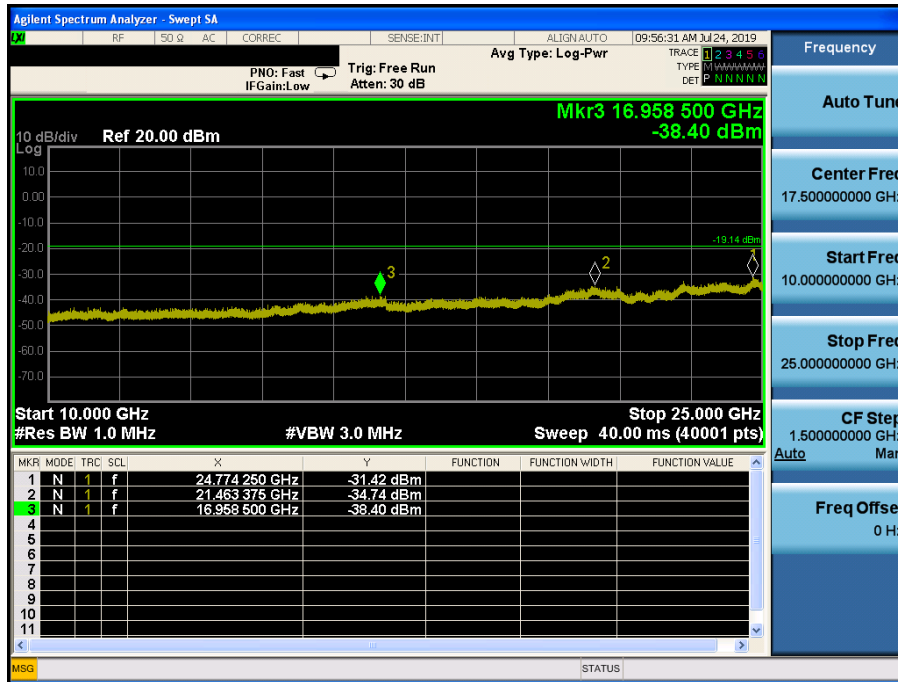 Agilent Spectrum Analyzer - Swept SA
LXI RF 50 Ω AC CORREC SENSE:INT ALIGN AUTO 09:56:31 AM Jul 24, 2019
Frequency
PNO: Fast Trig: Free Run Avg Type: Log-Pwr TRACE 1 2 3 4 5 6
IFGain:Low Atten: 30 dB TYPE M WWWWW
DET P N N N N N
Auto Tune
Mkr3 16.958 500 GHz
10 dB/div Ref 20.00 dBm -38.40 dBm
Log
10.0
0.00
-10.0
-20.0
-30.0
-40.0
-50.0
-60.0
-70.0
-19.14 dBm
3
2
1
Center Freq
17.500000000 GHz
Start Freq
10.000000000 GHz
Stop Freq
25.000000000 GHz
Start 10.000 GHz Stop 25.000 GHz
#Res BW 1.0 MHz #VBW 3.0 MHz Sweep 40.00 ms (40001 pts)
CF Step
1.500000000 GHz
Auto Man
MKR MODE TRC SCL X Y FUNCTION FUNCTION WIDTH FUNCTION VALUE
1 N 1 f 24.774 250 GHz -31.42 dBm
2 N 1 f 21.463 375 GHz -34.74 dBm
3 N 1 f 16.958 500 GHz -38.40 dBm
4
5
6
7
8
9
10
11
Freq Offset
0 Hz
MSG STATUS